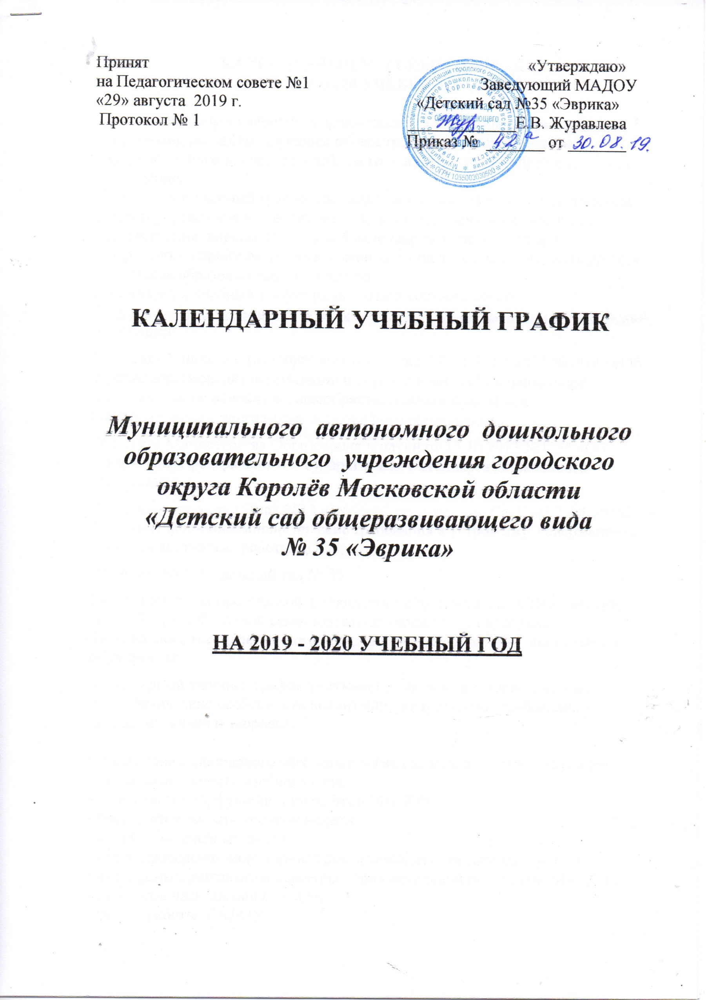 Принят
на Педагогическом совете №1
«29» августа 2019 г.
Протокол № 1
«Утверждаю»
Заведующий МАДОУ
«Детский сад №35 «Эврика»
Е.В. Журавлева
Приказ № 42а от 30.08.19.
ОГРН 1055003030500
КАЛЕНДАРНЫЙ УЧЕБНЫЙ ГРАФИК
Муниципального автономного дошкольного
образовательного учреждения городского
округа Королёв Московской области
«Детский сад общеразвивающего вида
№ 35 «Эврика»
НА 2019 - 2020 УЧЕБНЫЙ ГОД